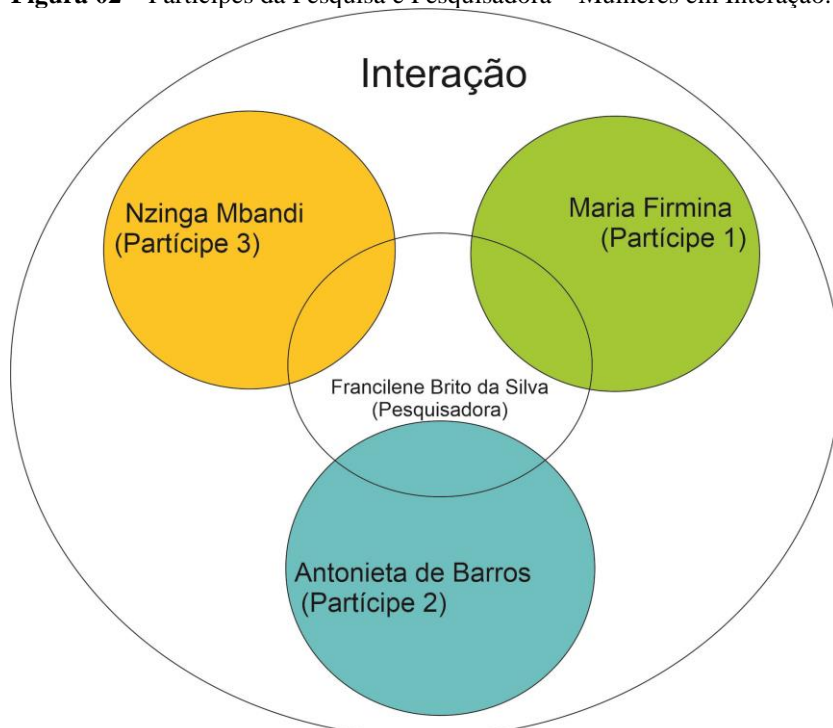 Figura 02 – Partícipes da Pesquisa e Pesquisadora – Mulheres em Interação.
Interação
Nzinga Mbandi
(Partícipe 3)
Maria Firmina
(Partícipe 1)
Francilene Brito da Silva
(Pesquisadora)
Antonieta de Barros
(Partícipe 2)